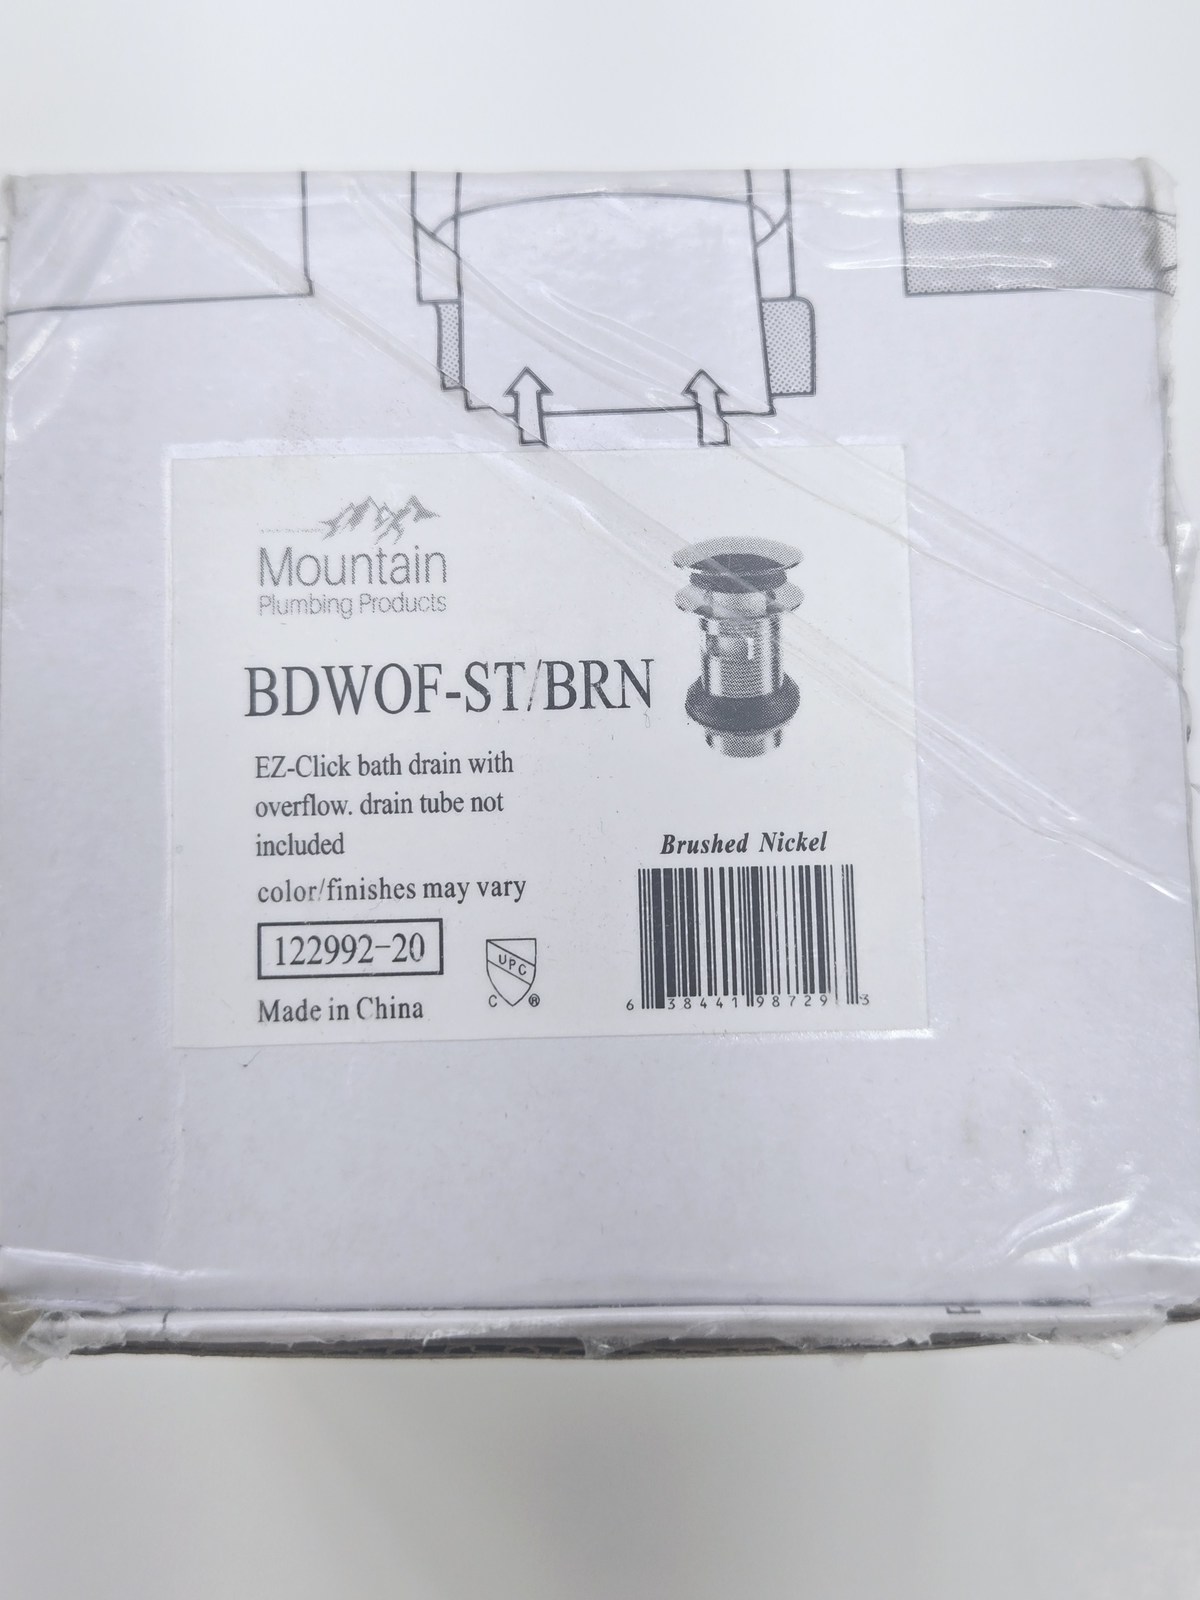 Mountain
Plumbing Products
BDWOF-ST/BRN
EZ-Click bath drain with
overflow. drain tube not
included
color/finishes may vary
122992-20
Made in China
UPC
C ®
Brushed Nickel
6 38441 98729 3